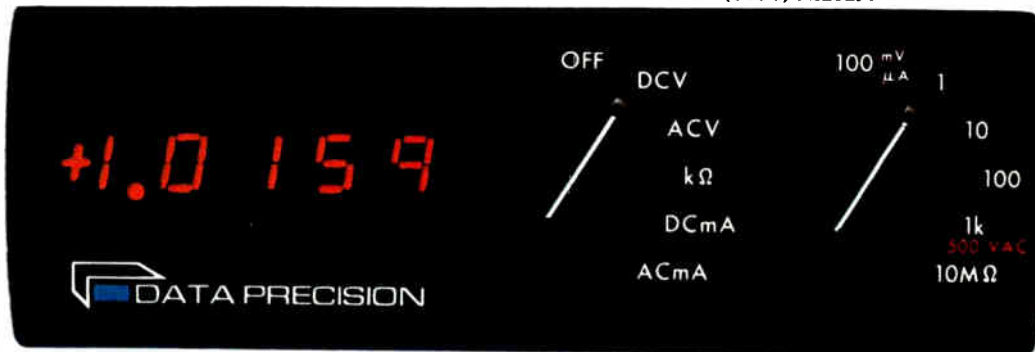 OFF
DCV
ACV
kΩ
DCmA
ACmA
100 mV µA
1
10
100
1k
500 VAC
10MΩ
+1.0159
DATA PRECISION